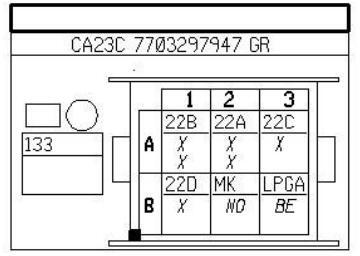 CA23C 7703297947 GR
1 2 3
133
A 22B 22A 22C
X X X
X X
B 22D MK LPGA
X NO BE